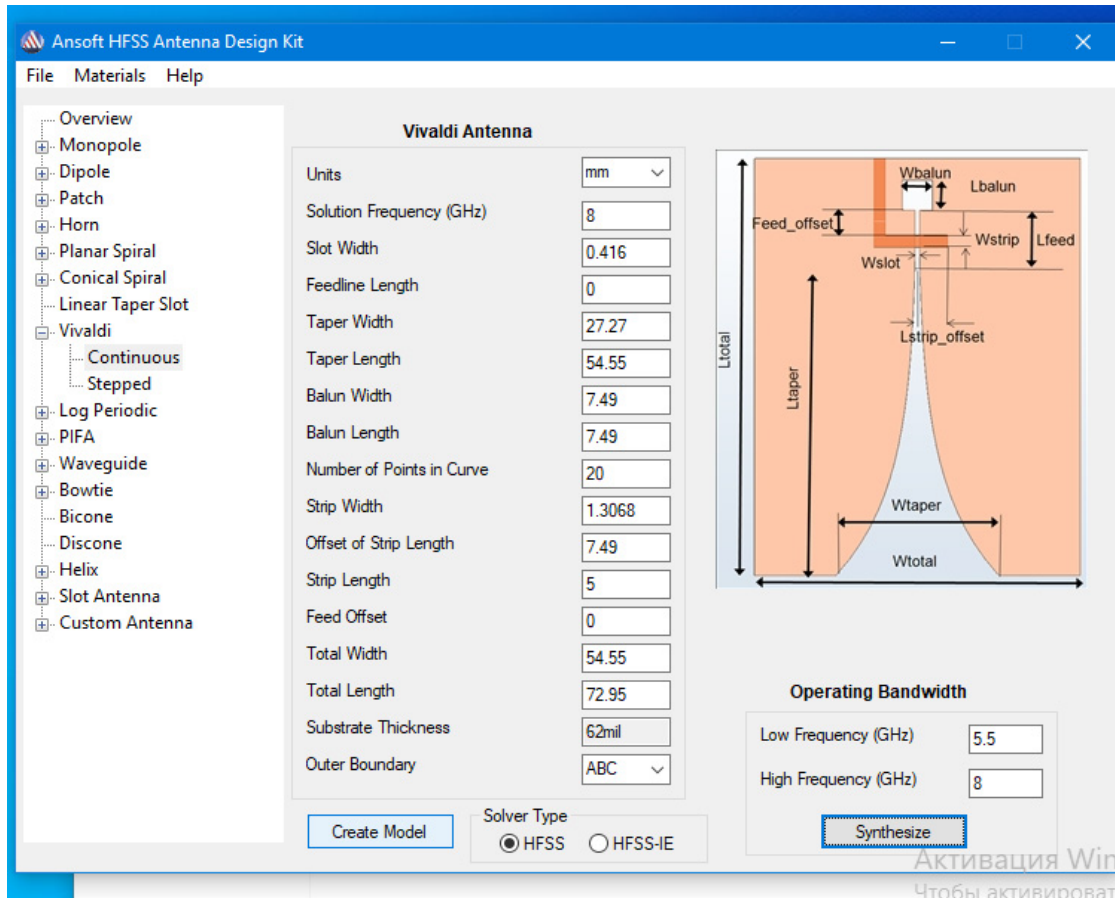 Ansoft HFSS Antenna Design Kit
File Materials Help
Overview
Monopole
Dipole
Patch
Horn
Planar Spiral
Conical Spiral
Linear Taper Slot
Vivaldi
Continuous
Stepped
Log Periodic
PIFA
Waveguide
Bowtie
Bicone
Discone
Helix
Slot Antenna
Custom Antenna
Vivaldi Antenna
Units mm
Solution Frequency (GHz) 8
Slot Width 0.416
Feedline Length 0
Taper Width 27.27
Taper Length 54.55
Balun Width 7.49
Balun Length 7.49
Number of Points in Curve 20
Strip Width 1.3068
Offset of Strip Length 7.49
Strip Length 5
Feed Offset 0
Total Width 54.55
Total Length 72.95
Substrate Thickness 62mil
Outer Boundary ABC
Create Model
Solver Type
HFSS HFSS-IE
Wbalun
Lbalun
Feed_offset
Wstrip
Lfeed
Wslot
Lstrip_offset
Ltotal
Ltaper
Wtaper
Wtotal
Operating Bandwidth
Low Frequency (GHz) 5.5
High Frequency (GHz) 8
Synthesize
Активация Win
Чтобы активироват